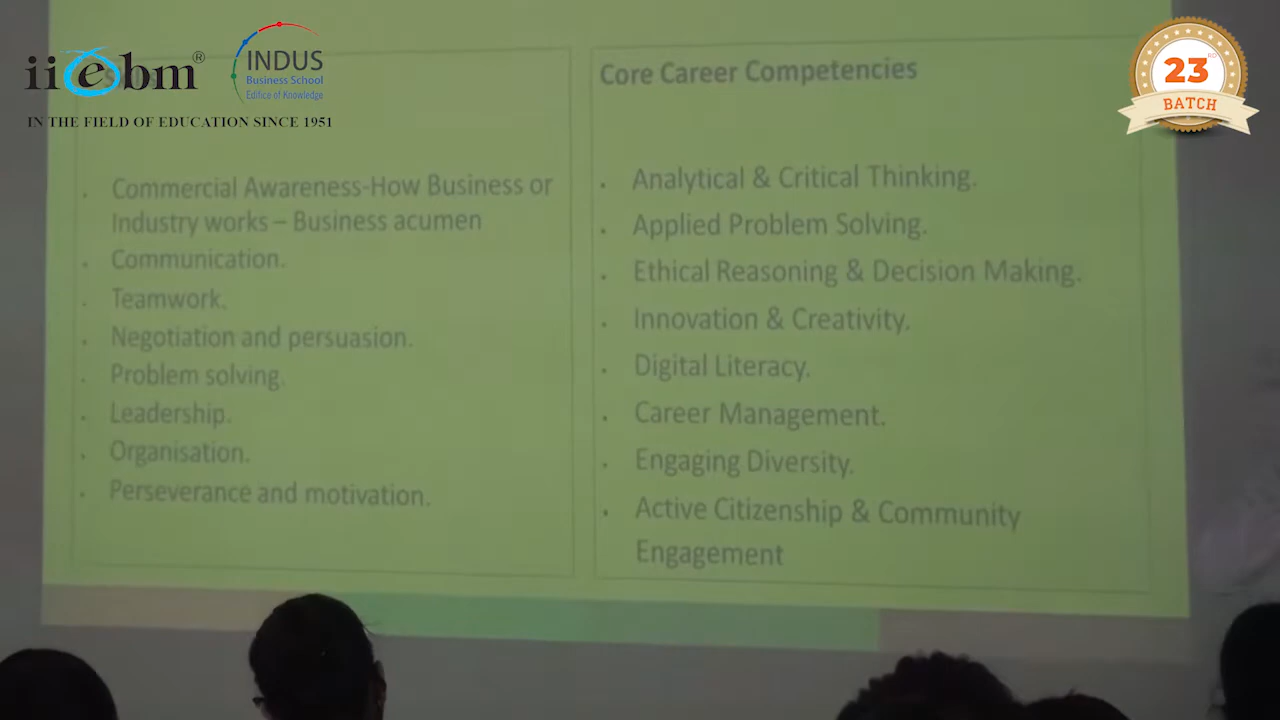 iiebm®
INDUS
Business School
Edifice of Knowledge
IN THE FIELD OF EDUCATION SINCE 1951
23RD
BATCH
Commercial Awareness-How Business or
Industry works – Business acumen
Communication.
Teamwork.
Negotiation and persuasion.
Problem solving.
Leadership.
Organisation.
Perseverance and motivation.
Core Career Competencies
Analytical & Critical Thinking.
Applied Problem Solving.
Ethical Reasoning & Decision Making.
Innovation & Creativity.
Digital Literacy.
Career Management.
Engaging Diversity.
Active Citizenship & Community
Engagement